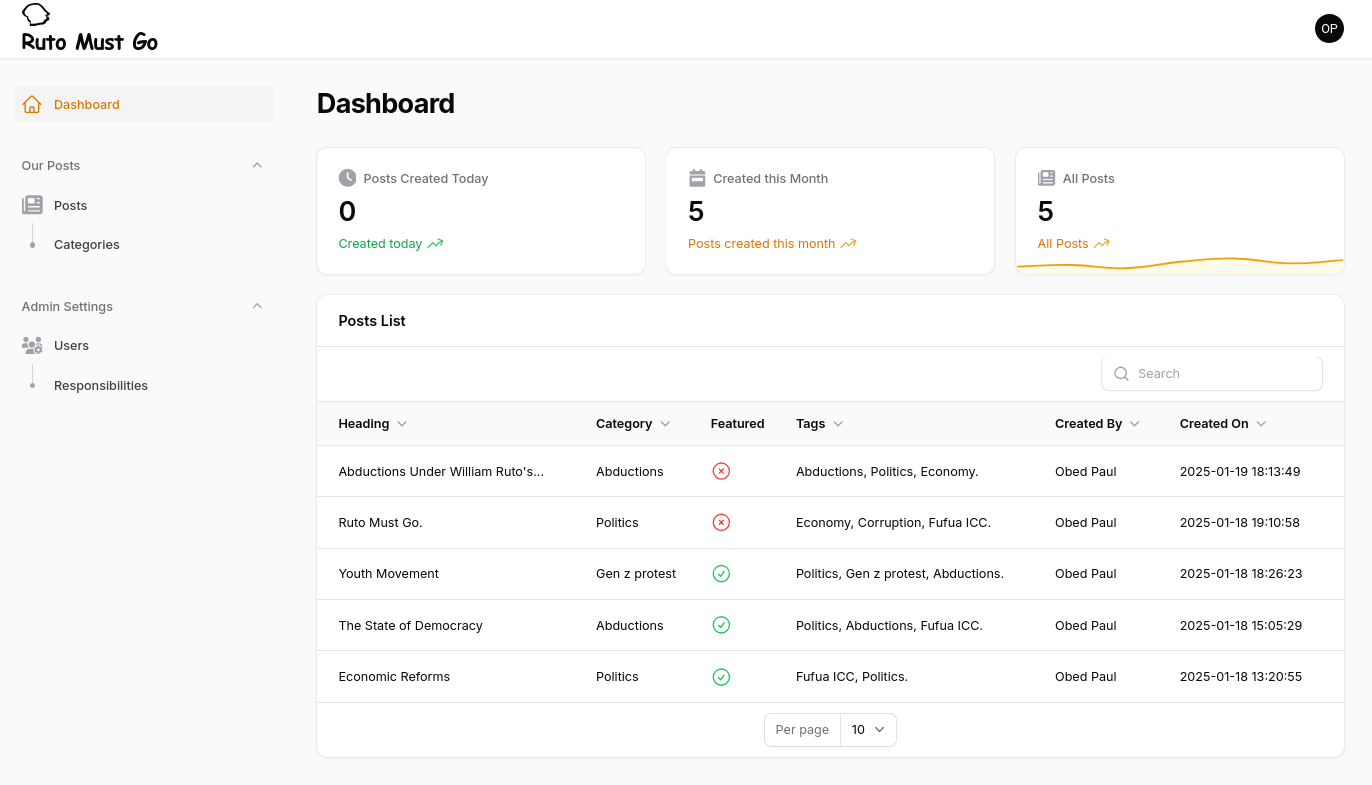 Ruto Must Go
OP
Dashboard
Our Posts
Posts
Categories
Admin Settings
Users
Responsibilities
Dashboard
Posts Created Today
0
Created today
Created this Month
5
Posts created this month
All Posts
5
All Posts
Posts List
Search
Heading Category Featured Tags Created By Created On
Abductions Under William Ruto's... Abductions Abductions, Politics, Economy. Obed Paul 2025-01-19 18:13:49
Ruto Must Go. Politics Economy, Corruption, Fufua ICC. Obed Paul 2025-01-18 19:10:58
Youth Movement Gen z protest Politics, Gen z protest, Abductions. Obed Paul 2025-01-18 18:26:23
The State of Democracy Abductions Politics, Abductions, Fufua ICC. Obed Paul 2025-01-18 15:05:29
Economic Reforms Politics Fufua ICC, Politics. Obed Paul 2025-01-18 13:20:55
Per page 10